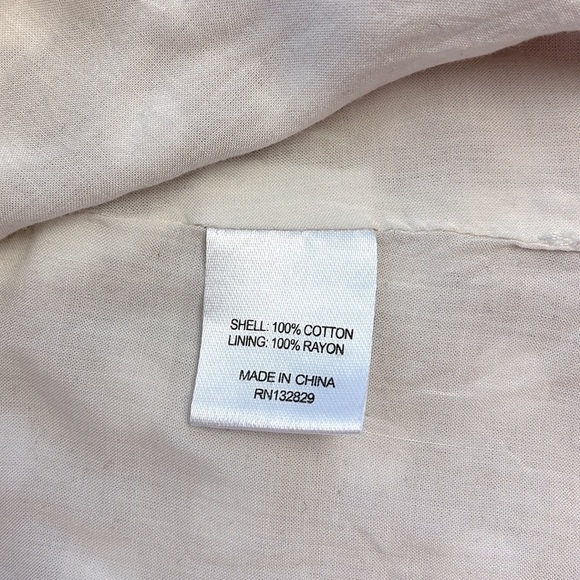 SHELL: 100% COTTON
LINING: 100% RAYON
MADE IN CHINA
RN132829